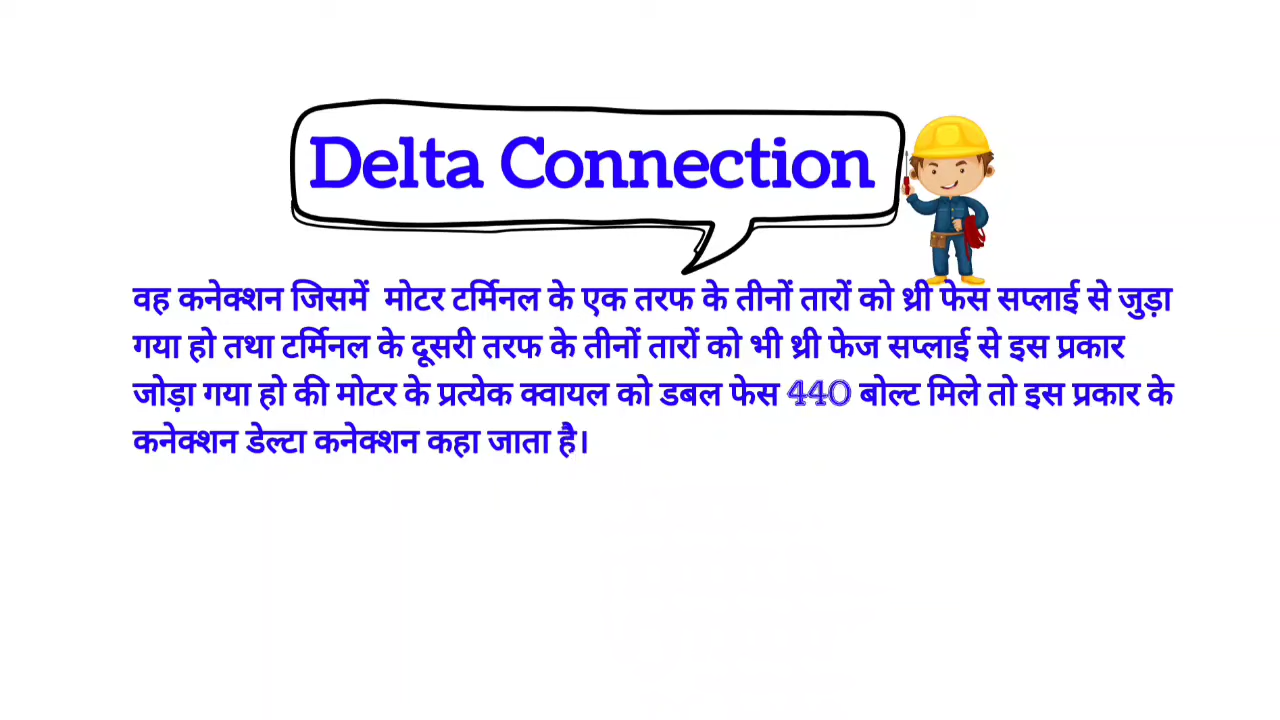 Delta Connection
वह कनेक्शन जिसमें मोटर टर्मिनल के एक तरफ के तीनों तारों को थ्री फेस सप्लाई से जुड़ा
गया हो तथा टर्मिनल के दूसरी तरफ के तीनों तारों को भी थ्री फेज सप्लाई से इस प्रकार
जोड़ा गया हो की मोटर के प्रत्येक क्वायल को डबल फेस 440 बोल्ट मिले तो इस प्रकार के
कनेक्शन डेल्टा कनेक्शन कहा जाता है।